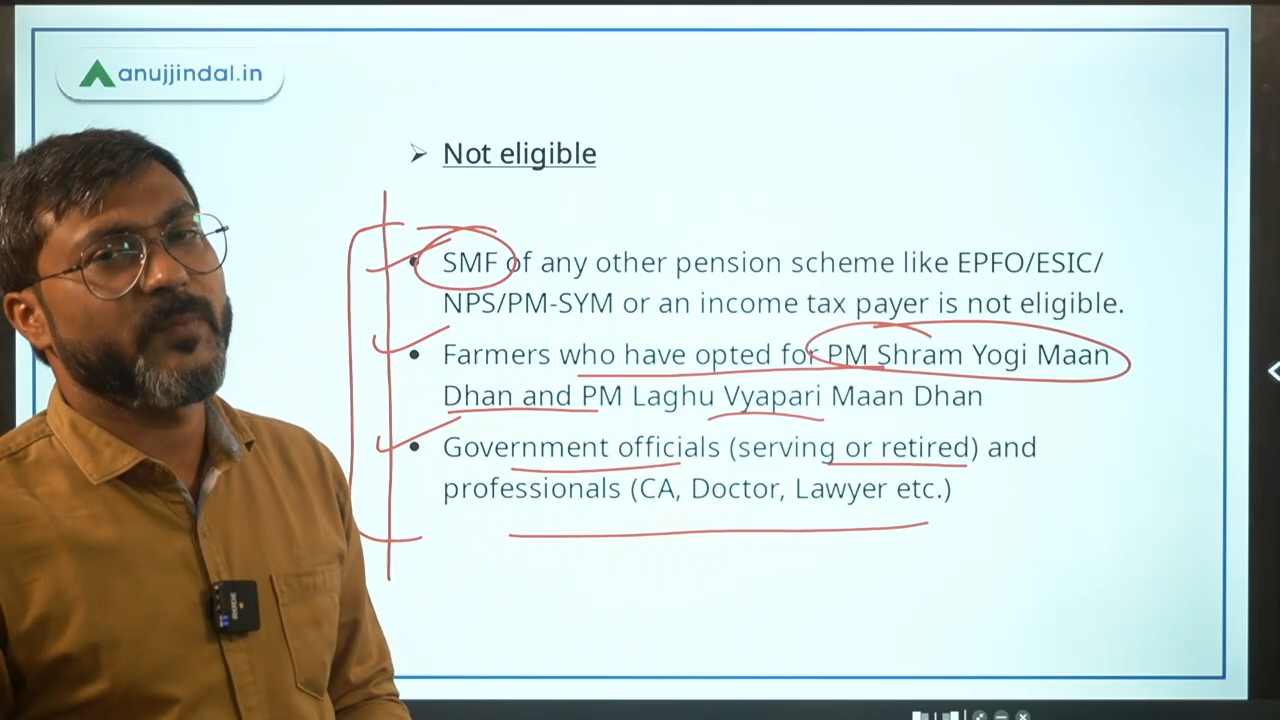 anujjindal.in
➢ Not eligible
• SMF of any other pension scheme like EPFO/ESIC/
NPS/PM-SYM or an income tax payer is not eligible.
• Farmers who have opted for PM Shram Yogi Maan
Dhan and PM Laghu Vyapari Maan Dhan
• Government officials (serving or retired) and
professionals (CA, Doctor, Lawyer etc.)